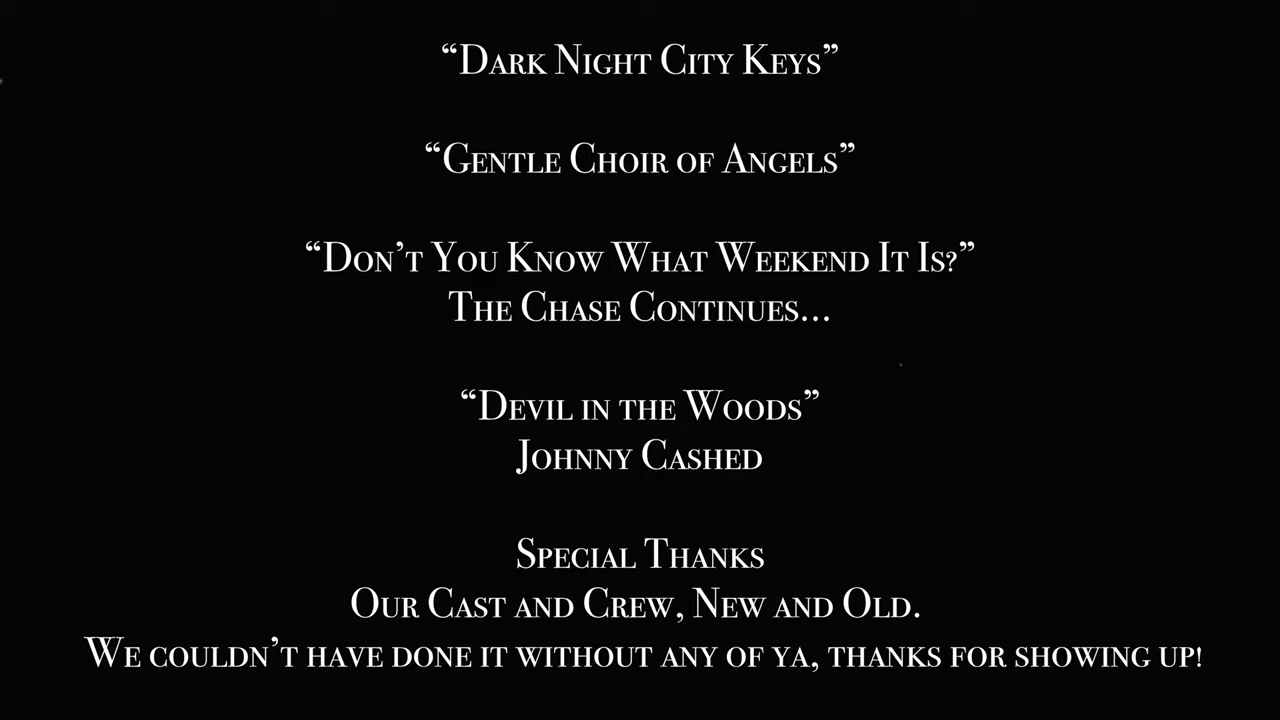 “Dark Night City Keys”
“Gentle Choir of Angels”
“Don’t You Know What Weekend It Is?”
The Chase Continues...
“Devil in the Woods”
Johnny Cashed
Special Thanks
Our Cast and Crew, New and Old.
We couldn’t have done it without any of ya, thanks for showing up!